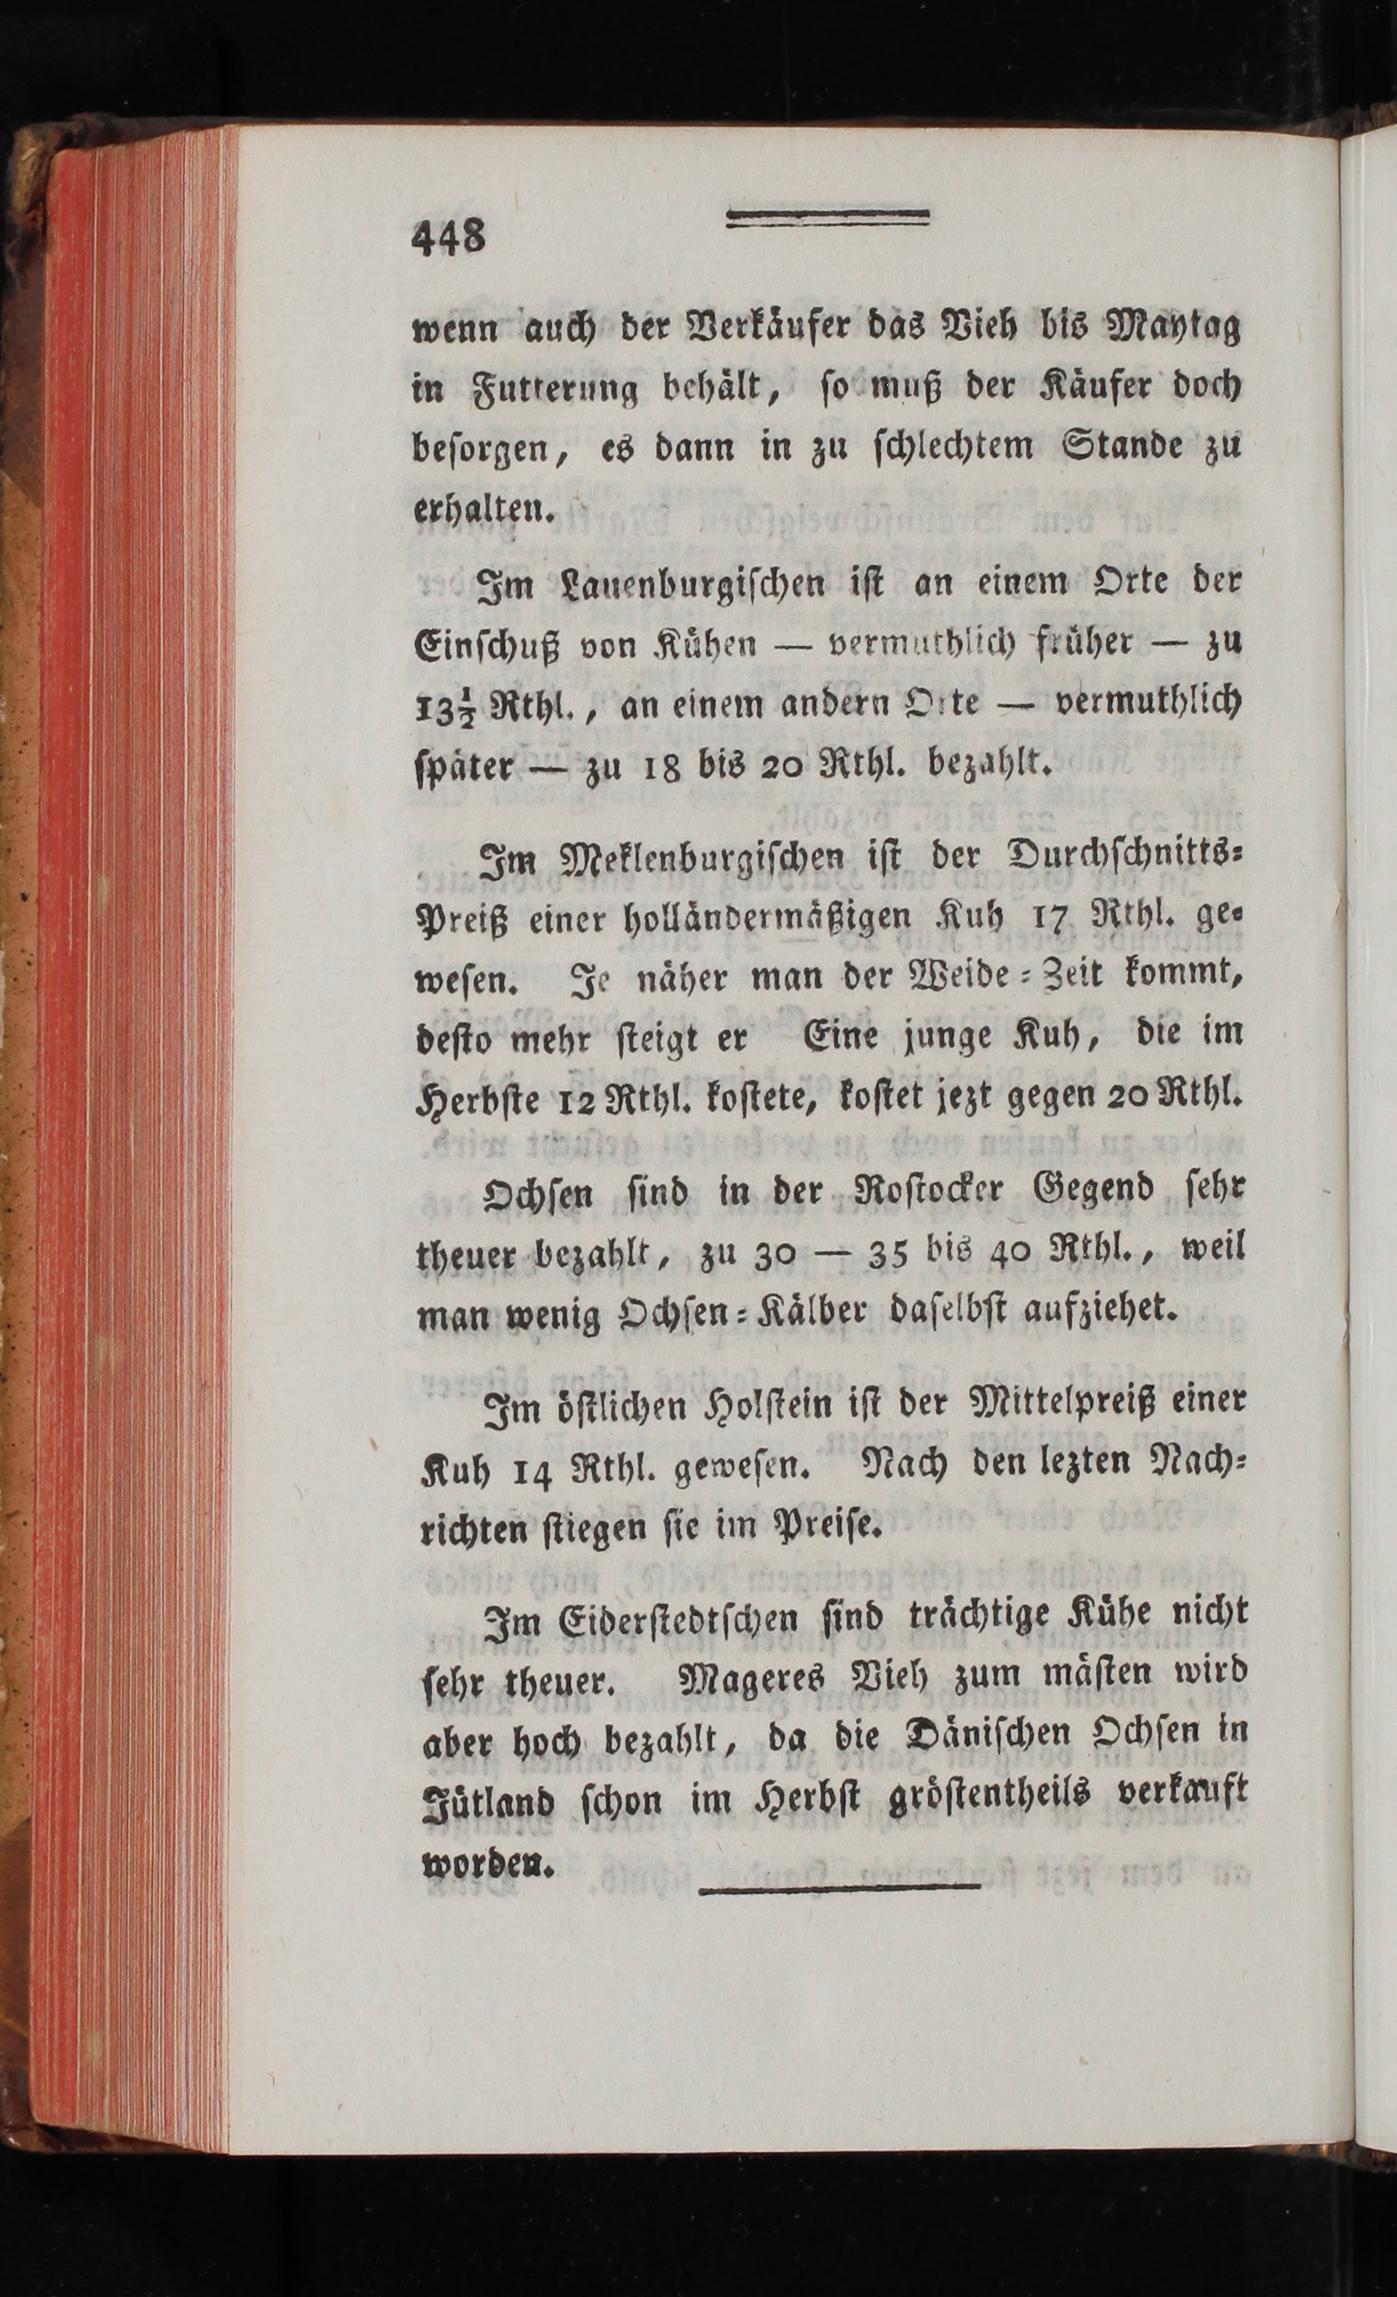 448
wenn auch der Verkäufer das Vieh bis Maytag
in Futterung behält, so muß der Käufer doch
besorgen, es dann in zu schlechtem Stande zu
erhalten.
Im Lauenburgischen ist an einem Orte der
Einschuß von Kühen — vermuthlich früher — zu
13½ Rthl., an einem andern Orte — vermuthlich
später — zu 18 bis 20 Rthl. bezahlt.
Im Meklenburgischen ist der Durchschnitts-
Preiß einer holländermäßigen Kuh 17 Rthl. ge-
wesen. Je näher man der Weide-Zeit kommt,
desto mehr steigt er Eine junge Kuh, die im
Herbste 12 Rthl. kostete, kostet jezt gegen 20 Rthl.
Ochsen sind in der Rostocker Gegend sehr
theuer bezahlt, zu 30 — 35 bis 40 Rthl., weil
man wenig Ochsen-Kälber daselbst aufziehet.
Im östlichen Holstein ist der Mittelpreiß einer
Kuh 14 Rthl. gewesen. Nach den lezten Nach-
richten stiegen sie im Preise.
Im Eiderstedtschen sind trächtige Kühe nicht
sehr theuer. Mageres Vieh zum mästen wird
aber hoch bezahlt, da die Dänischen Ochsen in
Jütland schon im Herbst gröstentheils verkauft
worden.